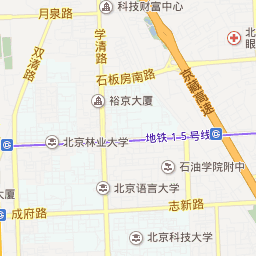 科技财富中心
月泉路
学清路
双清路
北
眼
石板房南路
京藏高速
裕京大厦
北京林业大学
地铁15号线
石油学院附中
大厦
北京语言大学
成府路
志新路
北京科技大学